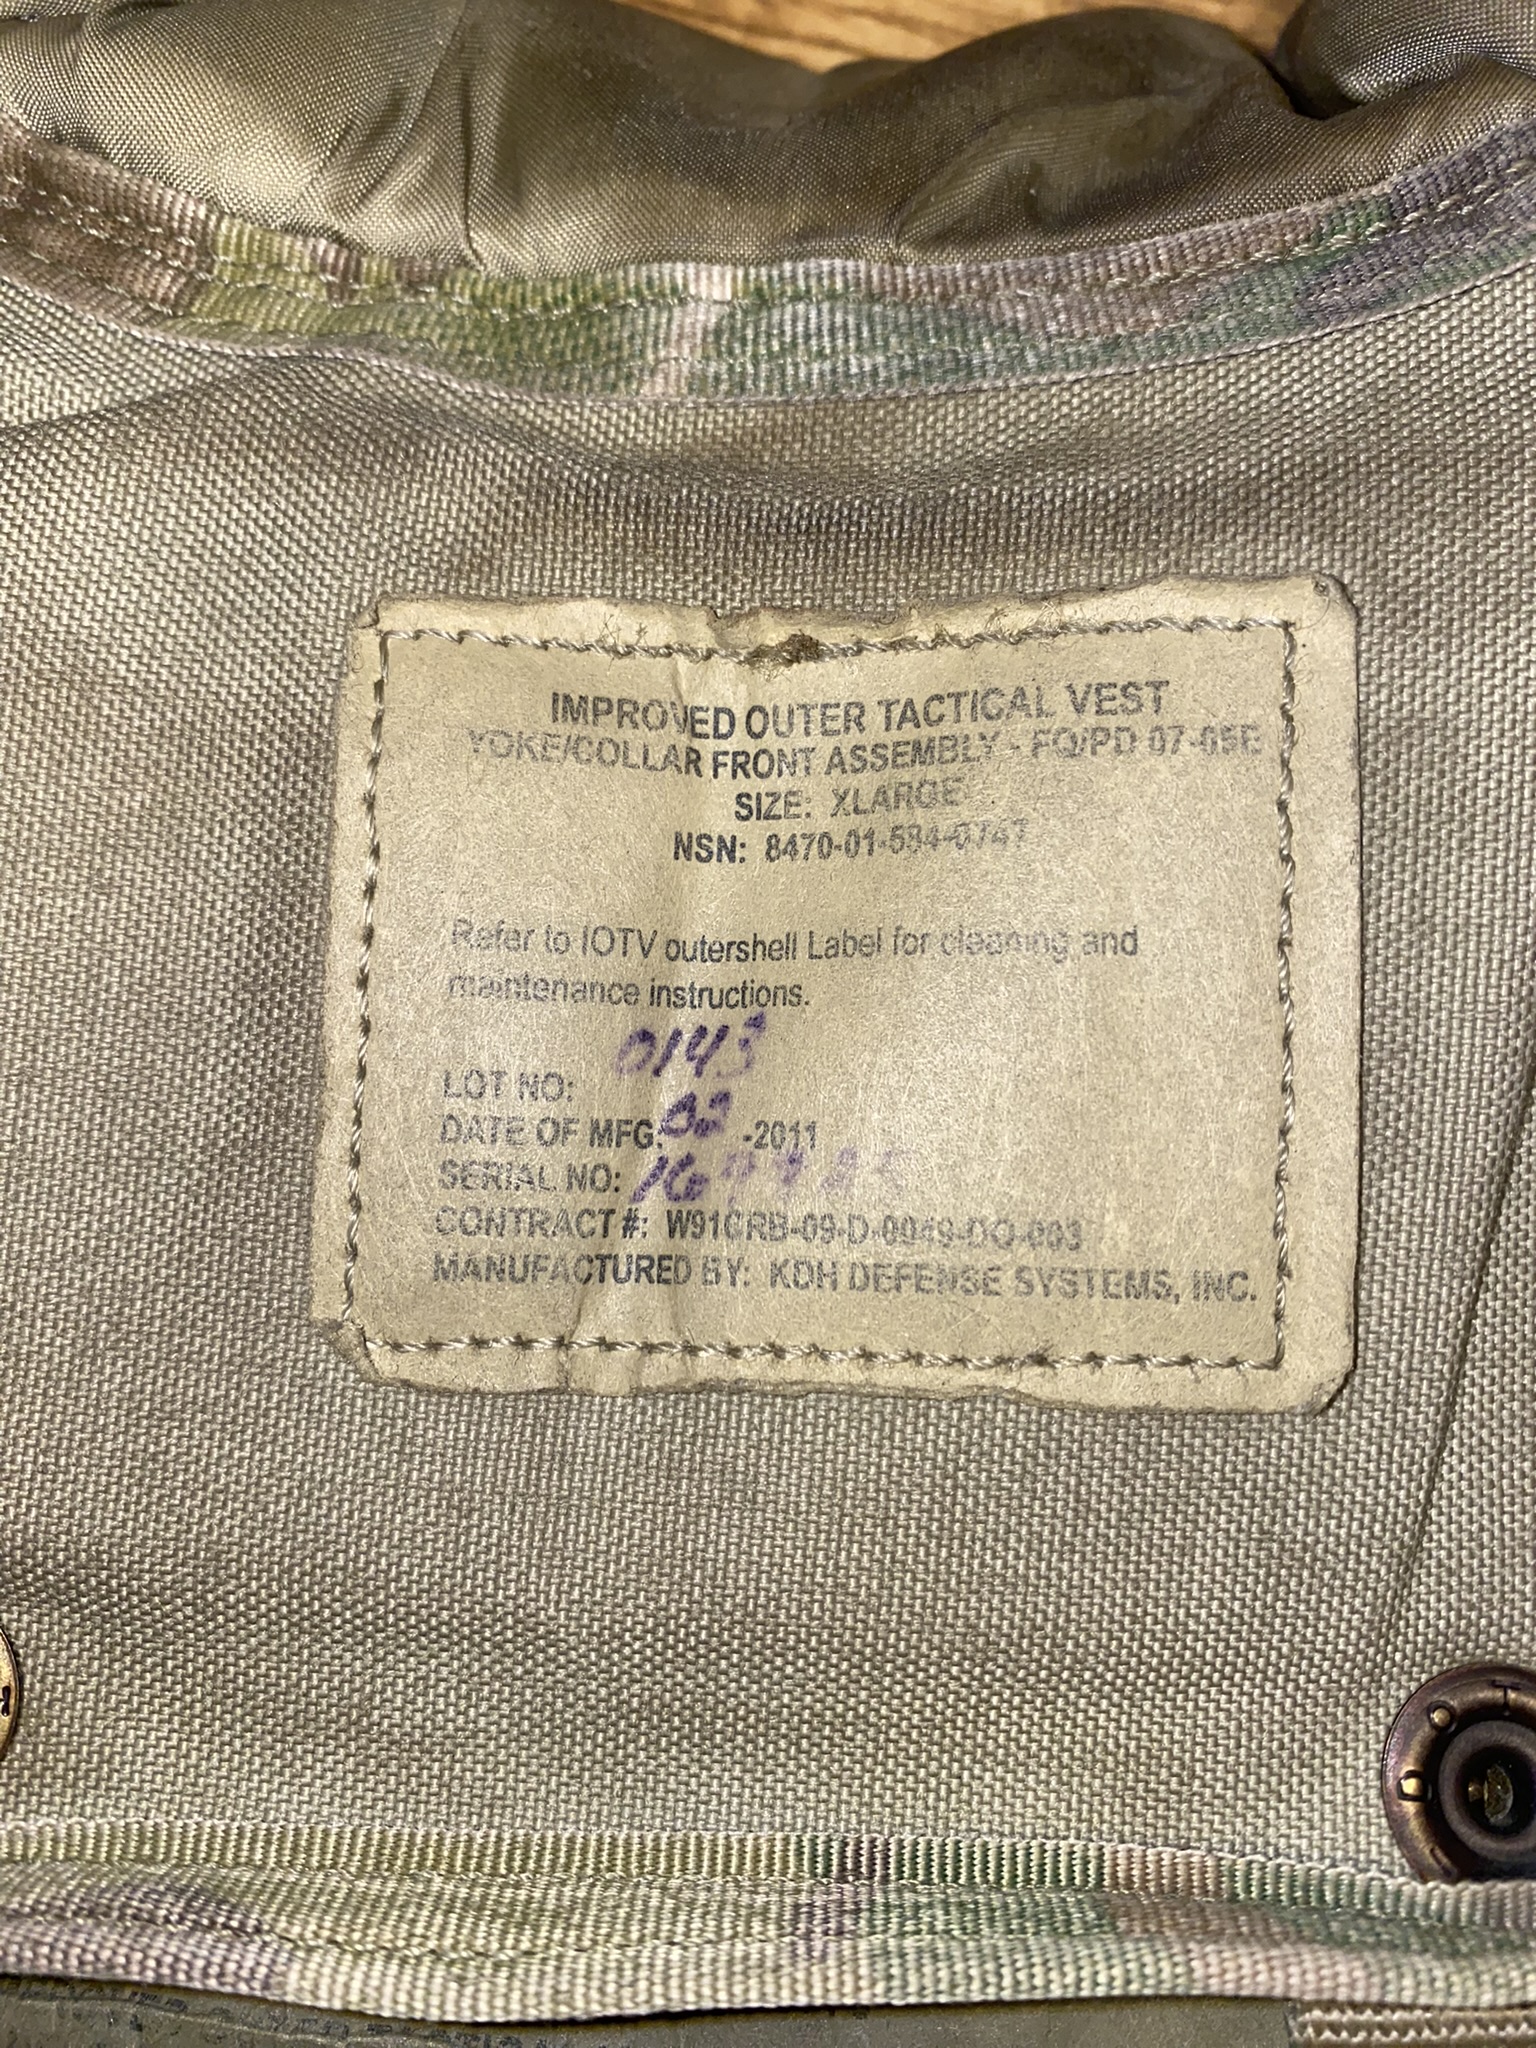 IMPROVED OUTER TACTICAL VEST
YOKE/COLLAR FRONT ASSEMBLY - FQ/PD 07-05E
SIZE: XLARGE
NSN: 8470-01-584-0747
Refer to IOTV outershell Label for cleaning and
maintenance instructions.
0143
LOT NO:
DATE OF MFG: 02 -2011
SERIAL NO:
CONTRACT #: W91CRB-09-D-0049-DO-003
MANUFACTURED BY: KDH DEFENSE SYSTEMS, INC.
DOT